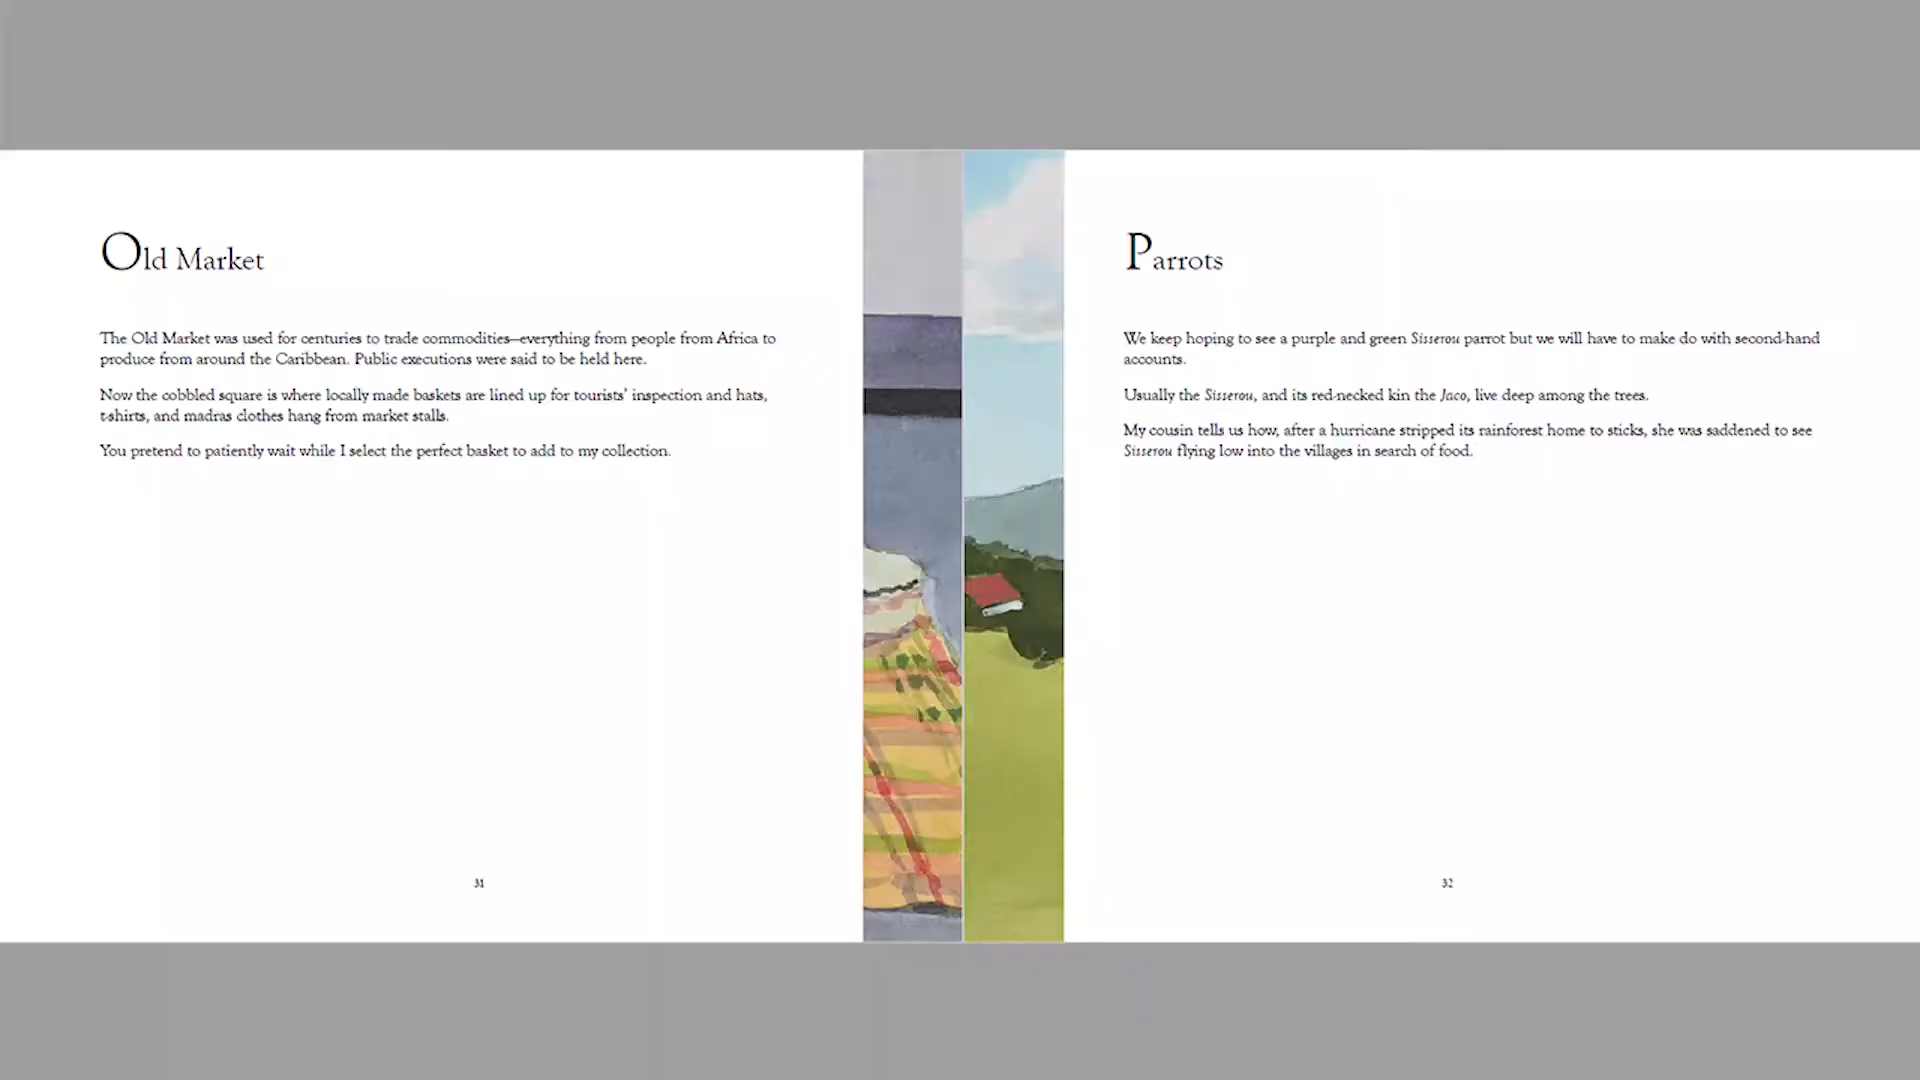 Old Market
The Old Market was used for centuries to trade commodities—everything from people from Africa to
produce from around the Caribbean. Public executions were said to be held here.
Now the cobbled square is where locally made baskets are lined up for tourists' inspection and hats,
t-shirts, and madras clothes hang from market stalls.
You pretend to patiently wait while I select the perfect basket to add to my collection.
31
Parrots
We keep hoping to see a purple and green Sisserou parrot but we will have to make do with second-hand
accounts.
Usually the Sisserou, and its red-necked kin the Jaco, live deep among the trees.
My cousin tells us how, after a hurricane stripped its rainforest home to sticks, she was saddened to see
Sisserou flying low into the villages in search of food.
32